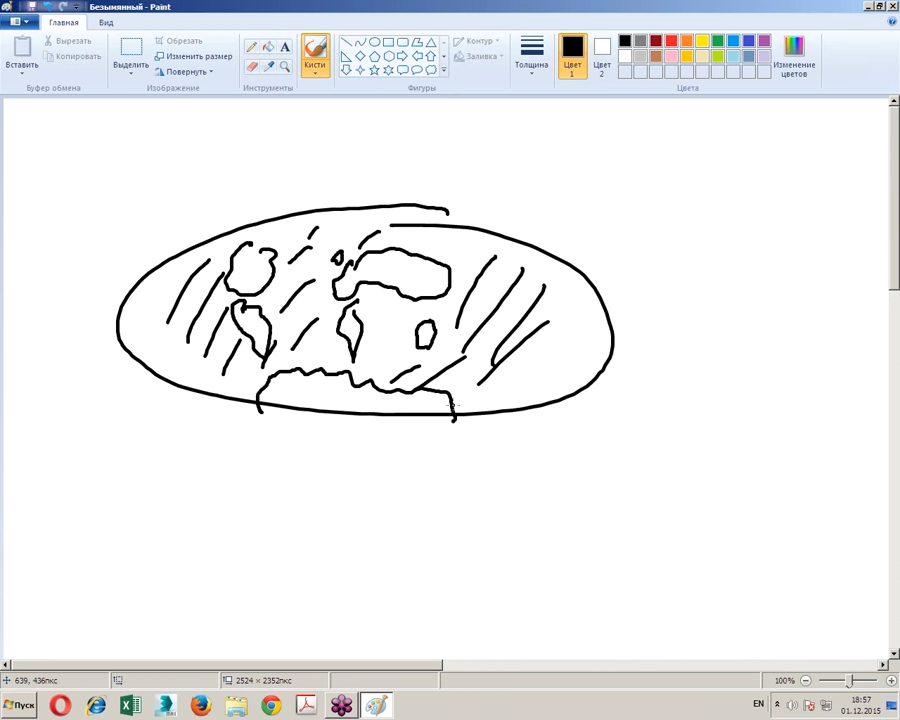 Безымянный - Paint
Главная
Вид
Вставить
Вырезать
Копировать
Буфер обмена
Выделить
Обрезать
Изменить размер
Повернуть
Изображение
A
Инструменты
Кисти
Контур
Заливка
Фигуры
Толщина
Цвет 1
Цвет 2
Изменение цветов
Цвета
639, 436пкс
2524 × 2352пкс
100%
Пуск
EN
18:57
01.12.2015